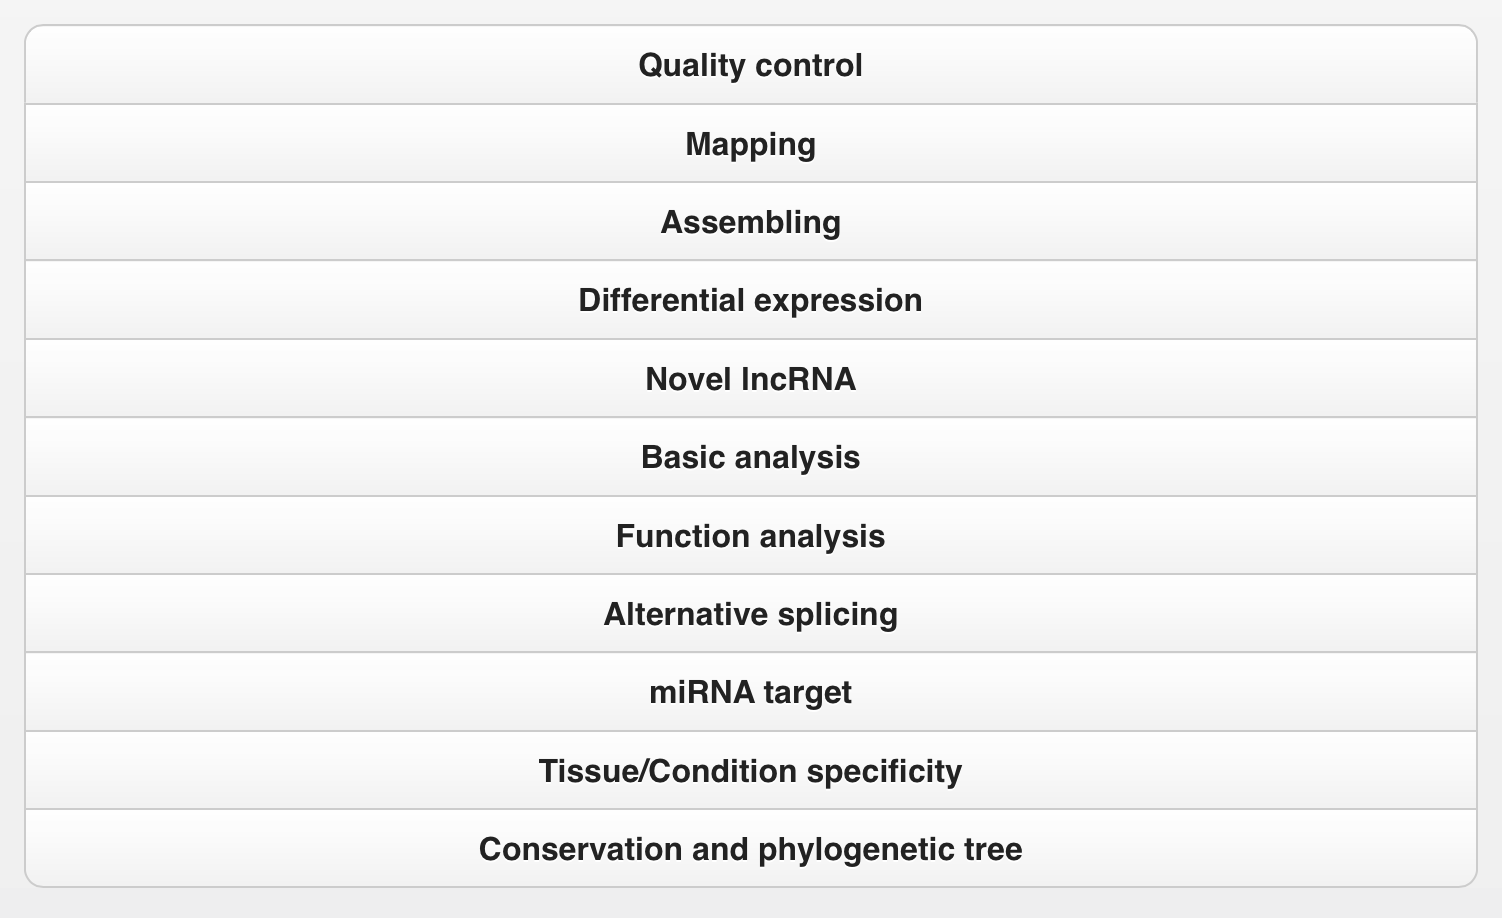 Quality control
Mapping
Assembling
Differential expression
Novel lncRNA
Basic analysis
Function analysis
Alternative splicing
miRNA target
Tissue/Condition specificity
Conservation and phylogenetic tree